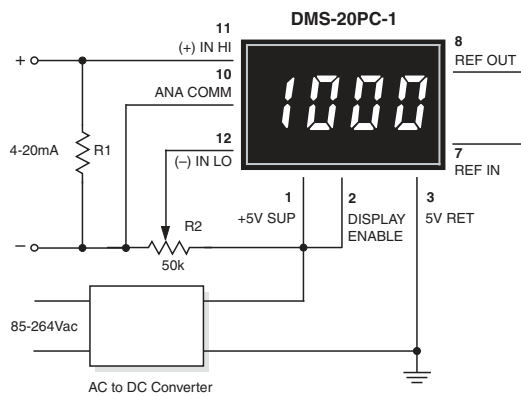 DMS-20PC-1
11
(+) IN HI
10
ANA COMM
12
(–) IN LO
1000
8
REF OUT
7
REF IN
+
4-20mA
R1
–
R2
50k
1
+5V SUP
2
DISPLAY
ENABLE
3
5V RET
85-264Vac
AC to DC Converter